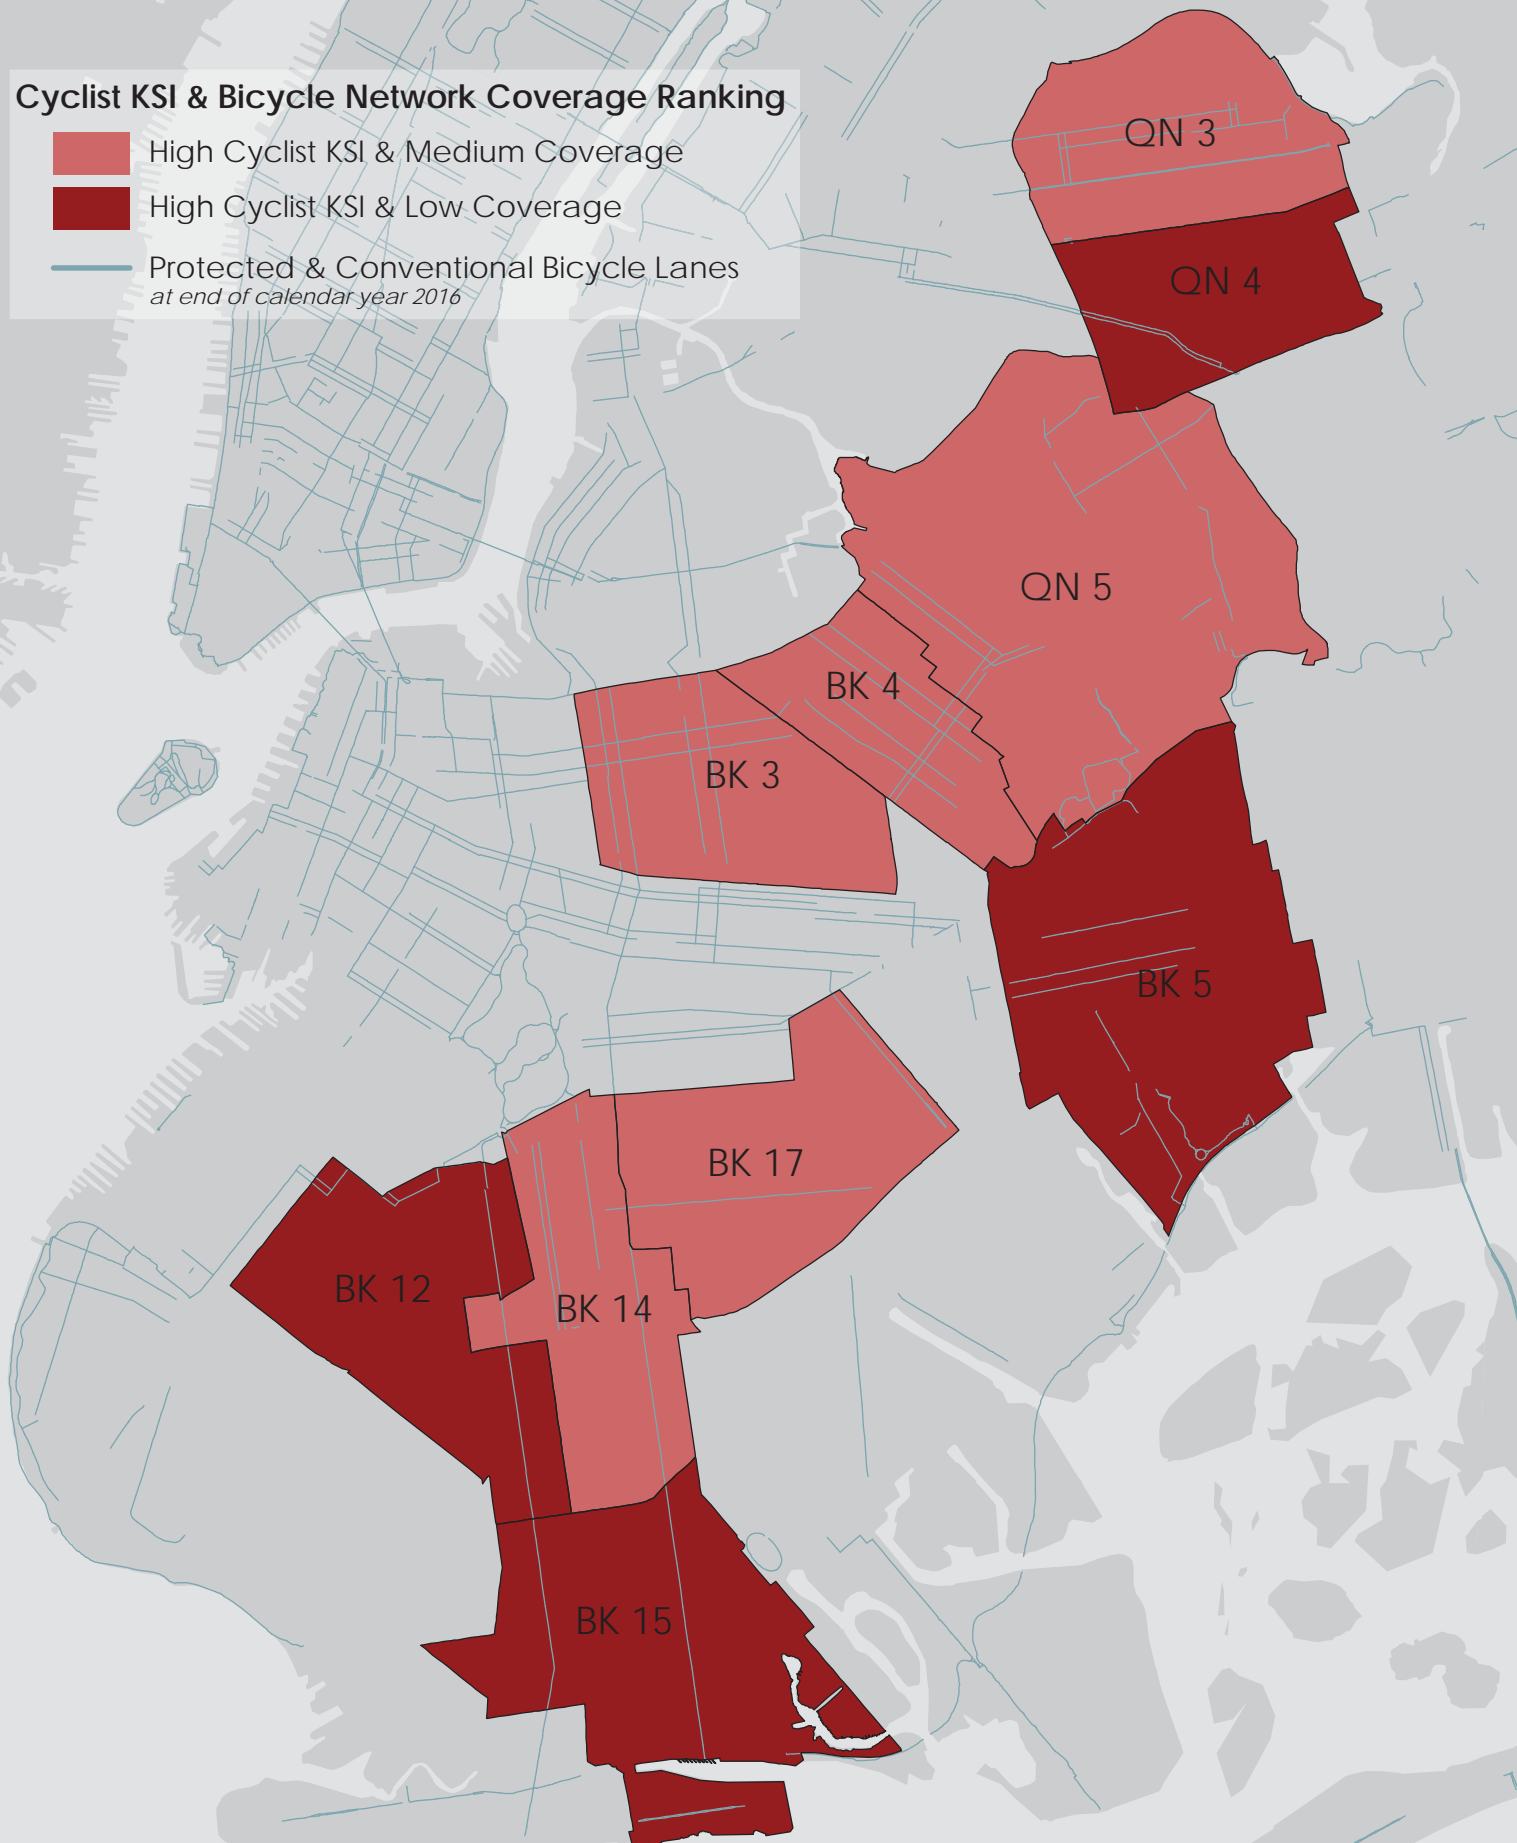 Cyclist KSI & Bicycle Network Coverage Ranking
High Cyclist KSI & Medium Coverage
High Cyclist KSI & Low Coverage
Protected & Conventional Bicycle Lanes
at end of calendar year 2016
QN 3
QN 4
QN 5
BK 4
BK 3
BK 5
BK 17
BK 12
BK 14
BK 15